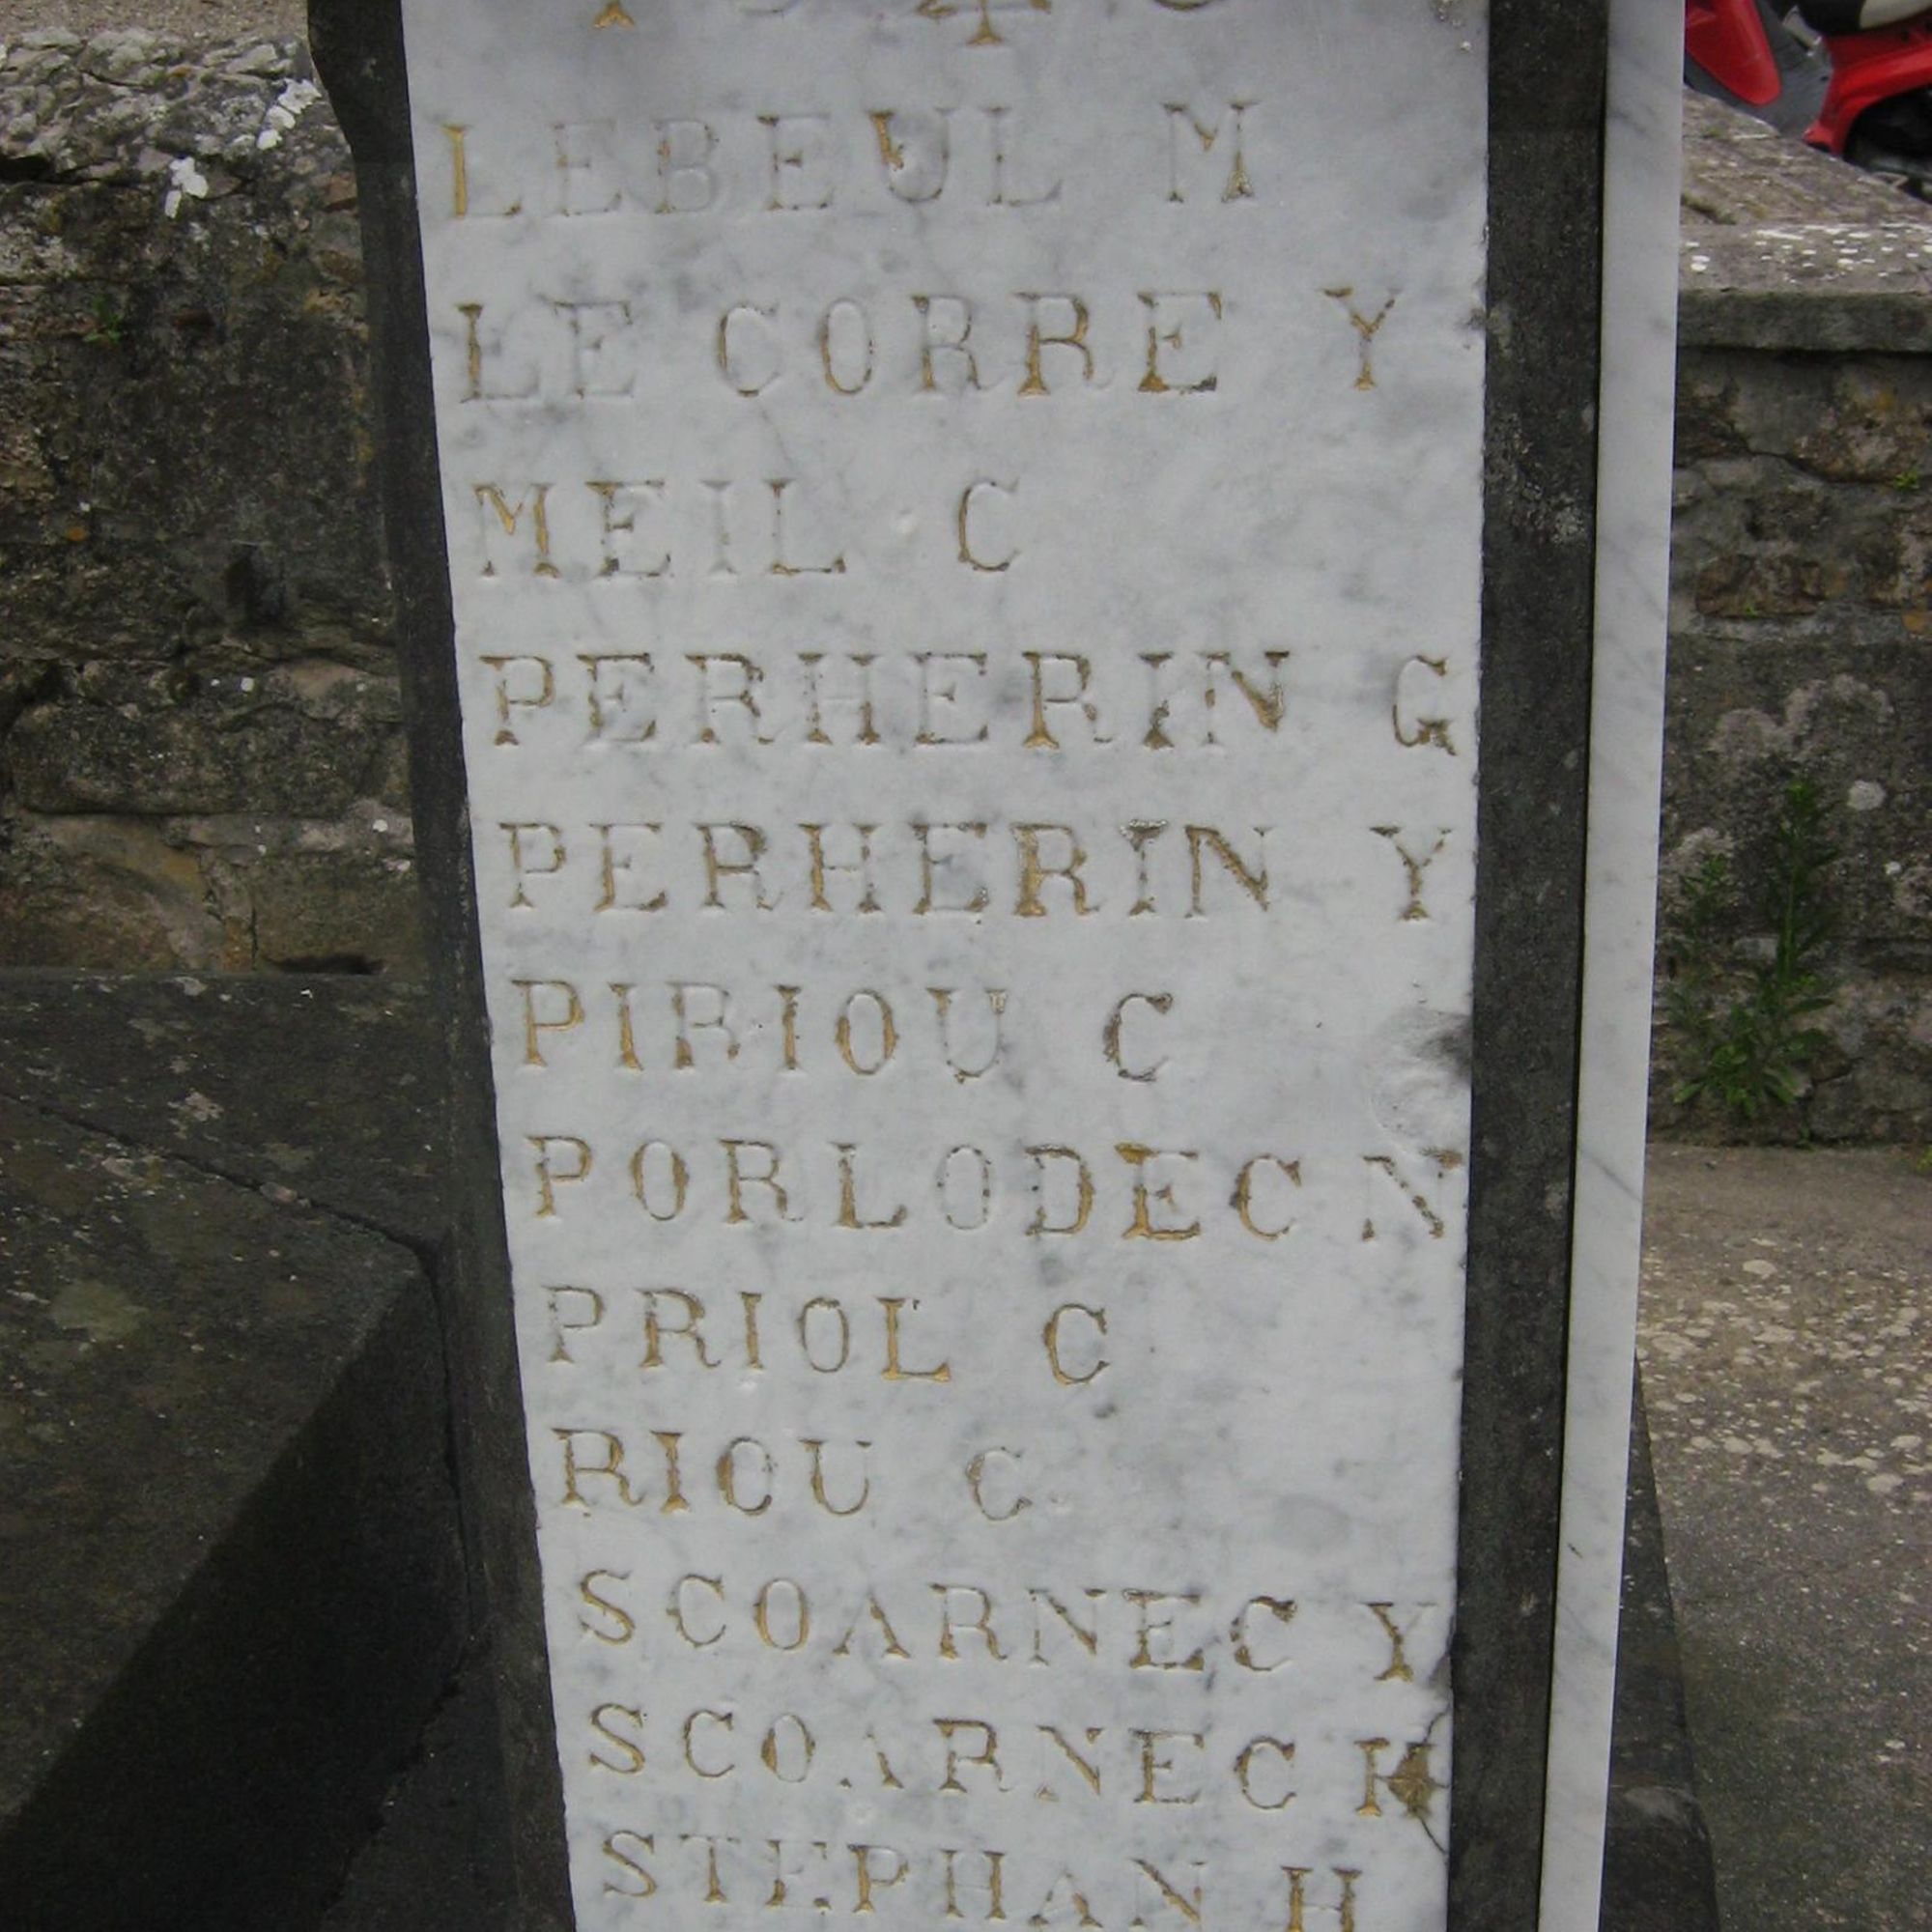 LEBEUL M
LE CORRE Y
MEIL C
PERHERIN G
PERHERIN Y
PIRIOU C
PORLODEC N
PRIOL C
RIOU C
SCOARNEC Y
SCOARNEC
STEPHAN H